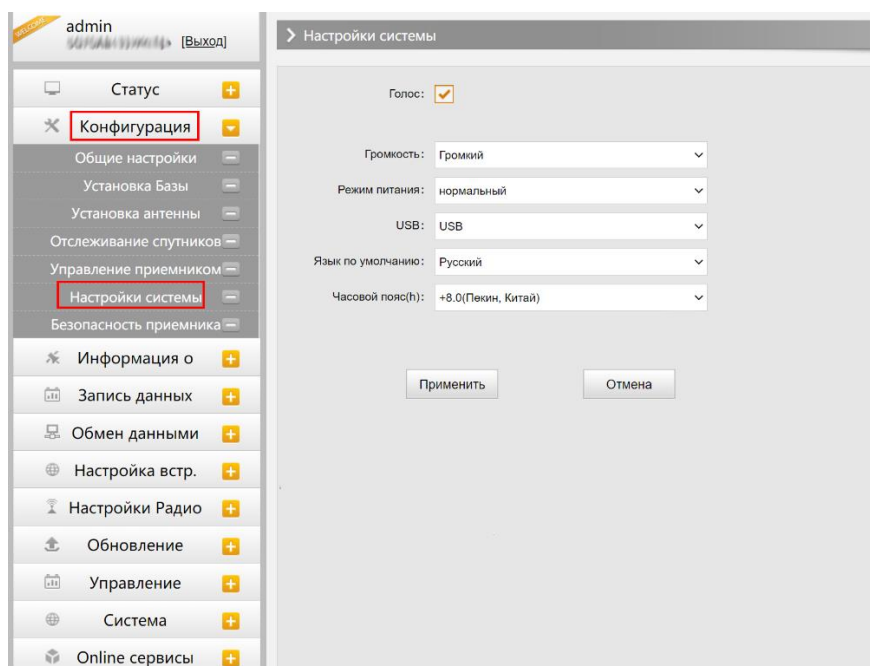 WELCOME
admin
[Выход]
Статус
Конфигурация
Общие настройки
Установка Базы
Установка антенны
Отслеживание спутников
Управление приемником
Настройки системы
Безопасность приемника
Информация о
Запись данных
Обмен данными
Настройка встр.
Настройки Радио
Обновление
Управление
Система
Online сервисы
Настройки системы
Голос:
Громкость: Громкий
Режим питания: нормальный
USB: USB
Язык по умолчанию: Русский
Часовой пояс(h): +8.0(Пекин, Китай)
Применить Отмена